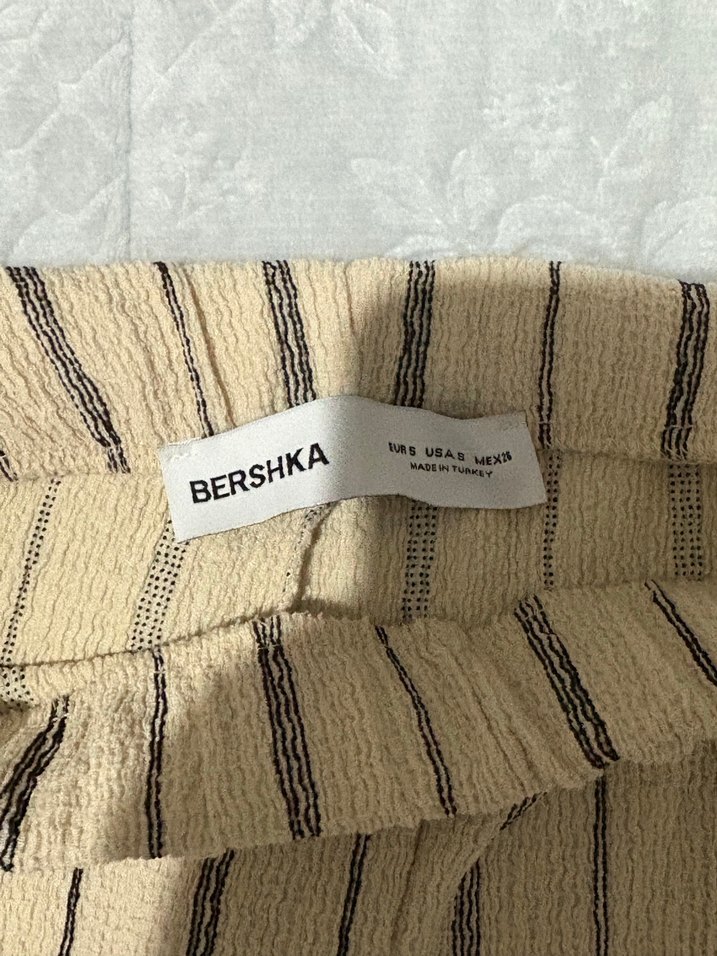 BERSHKA
EUR S USA S MEX 26
MADE IN TURKEY